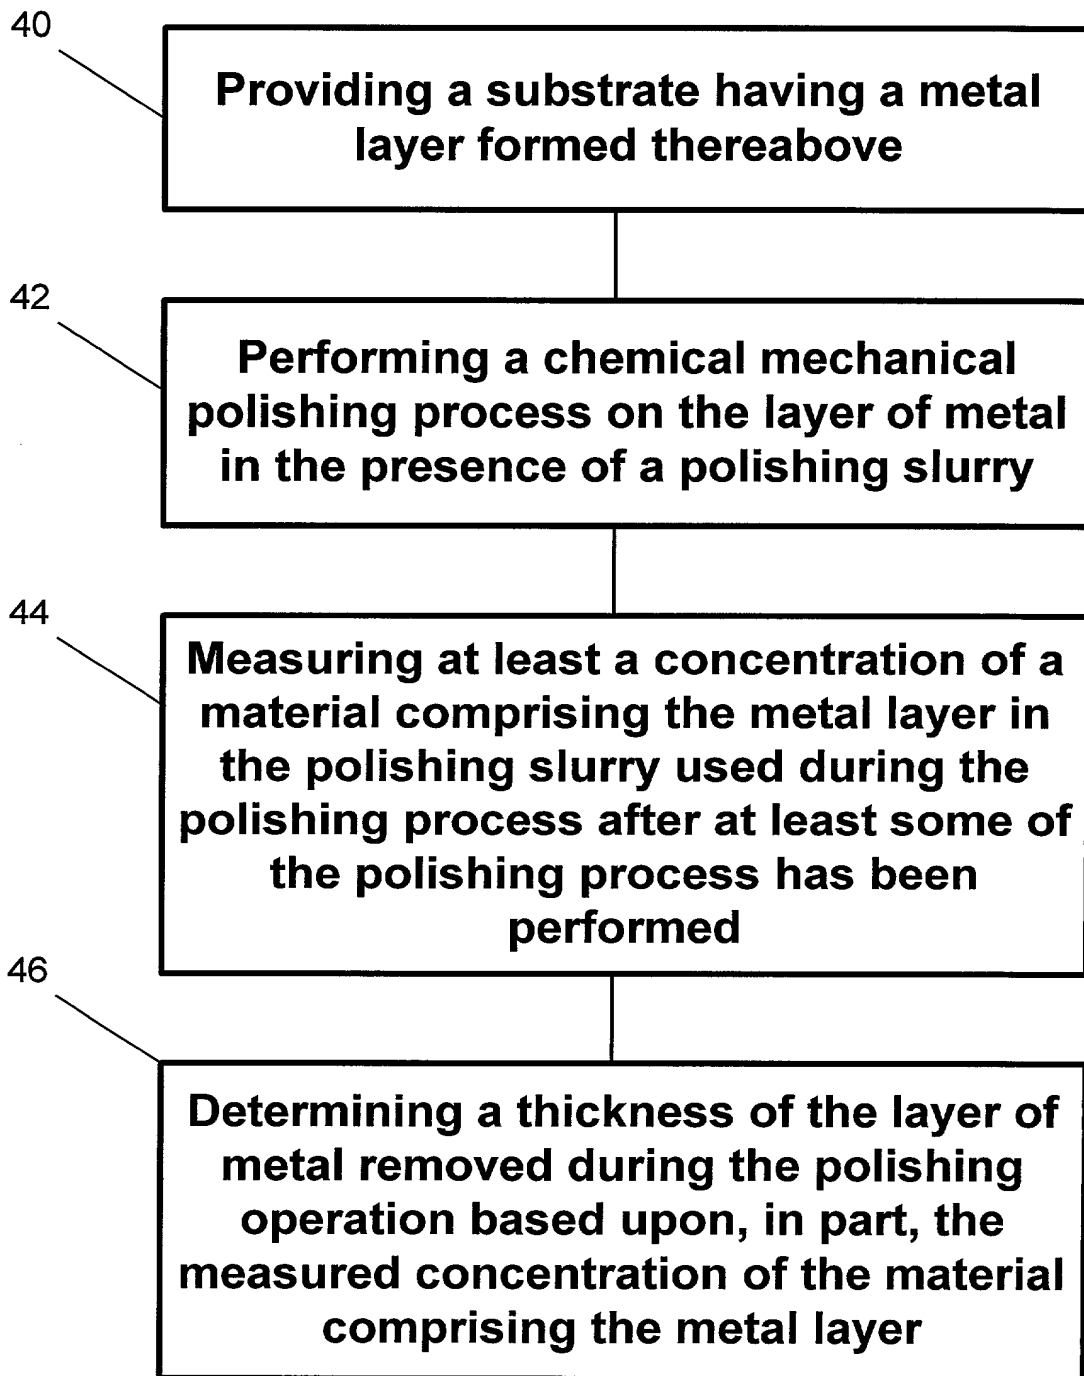 40
Providing a substrate having a metal
layer formed thereabove
42
Performing a chemical mechanical
polishing process on the layer of metal
in the presence of a polishing slurry
44
Measuring at least a concentration of a
material comprising the metal layer in
the polishing slurry used during the
polishing process after at least some of
the polishing process has been
performed
46
Determining a thickness of the layer of
metal removed during the polishing
operation based upon, in part, the
measured concentration of the material
comprising the metal layer